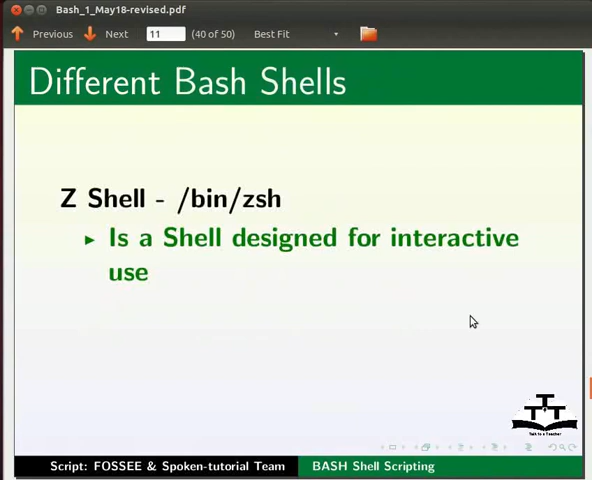 Bash_1_May18-revised.pdf
Previous Next 11 (40 of 50) Best Fit
Different Bash Shells
Z Shell - /bin/zsh
Is a Shell designed for interactive
use
Talk to a Teacher
Script: FOSSEE & Spoken-tutorial Team BASH Shell Scripting